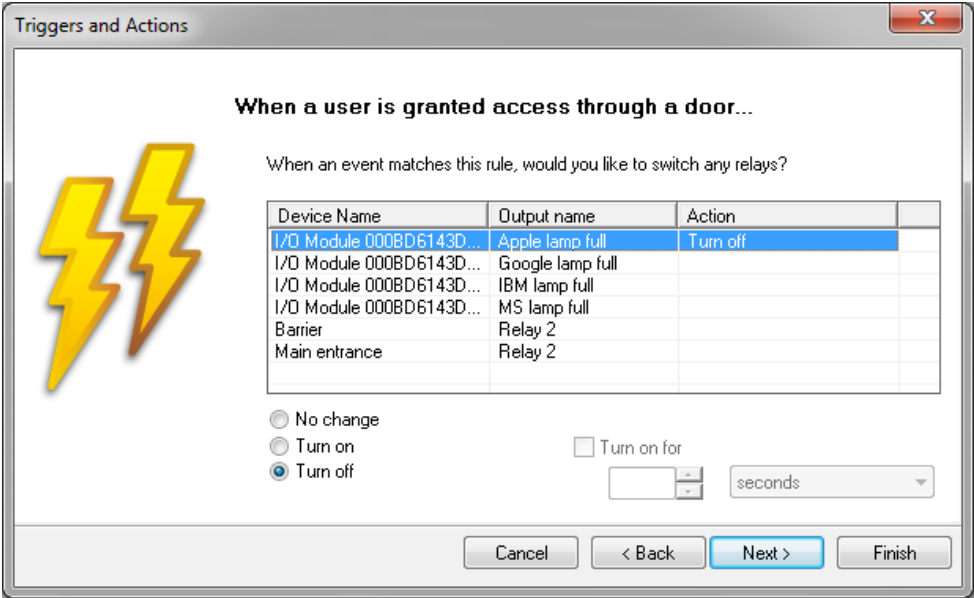 Triggers and Actions
When a user is granted access through a door...
When an event matches this rule, would you like to switch any relays?
Device Name Output name Action
I/O Module 000BD6143D... Apple lamp full Turn off
I/O Module 000BD6143D... Google lamp full
I/O Module 000BD6143D... IBM lamp full
I/O Module 000BD6143D... MS lamp full
Barrier Relay 2
Main entrance Relay 2
No change
Turn on Turn on for
Turn off
seconds
Cancel < Back Next > Finish